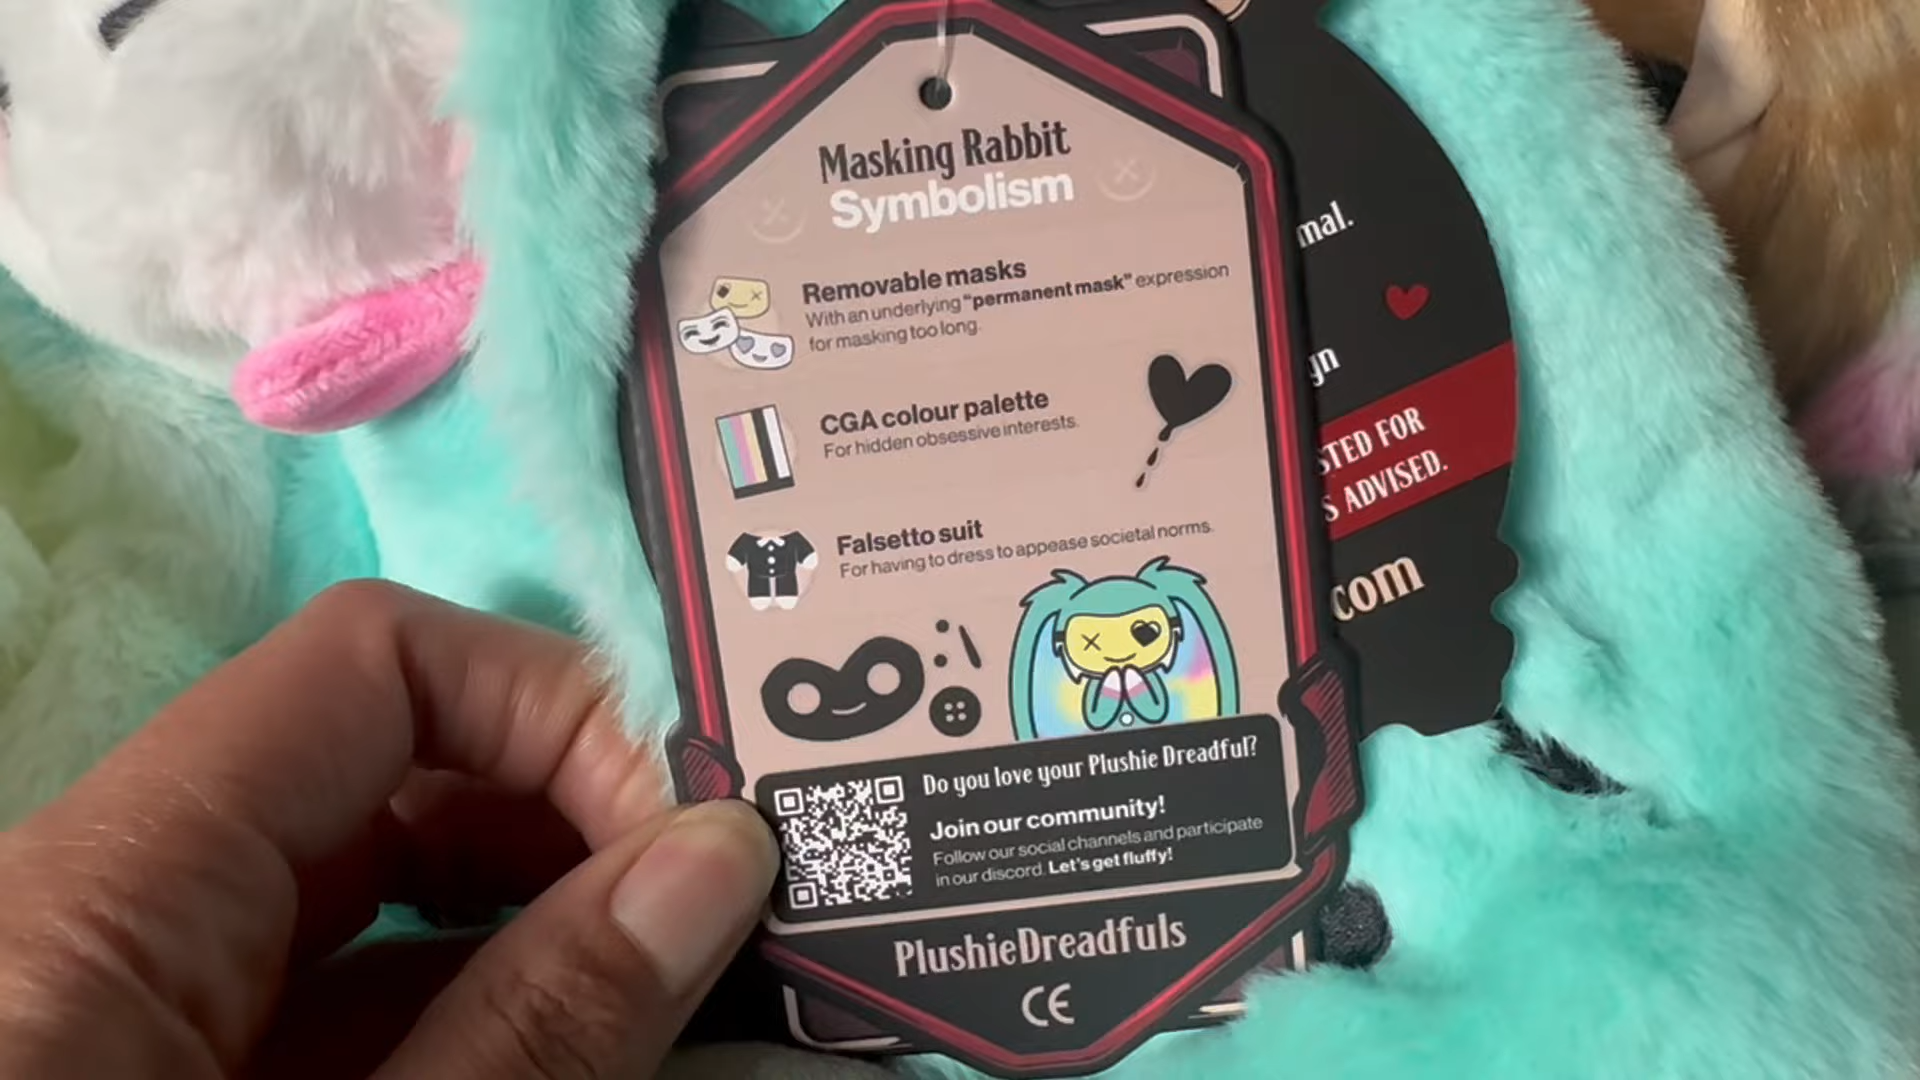 Masking Rabbit
Symbolism
Removable masks
With an underlying "permanent mask" expression
for masking too long.
CGA colour palette
For hidden obsessive interests.
Falsetto suit
For having to dress to appease societal norms.
Do you love your Plushie Dreadful?
Join our community!
Follow our social channels and participate
in our discord. Let's get fluffy!
PlushieDreadfuls
CE
mal.
gn
STED FOR
S ADVISED.
.com